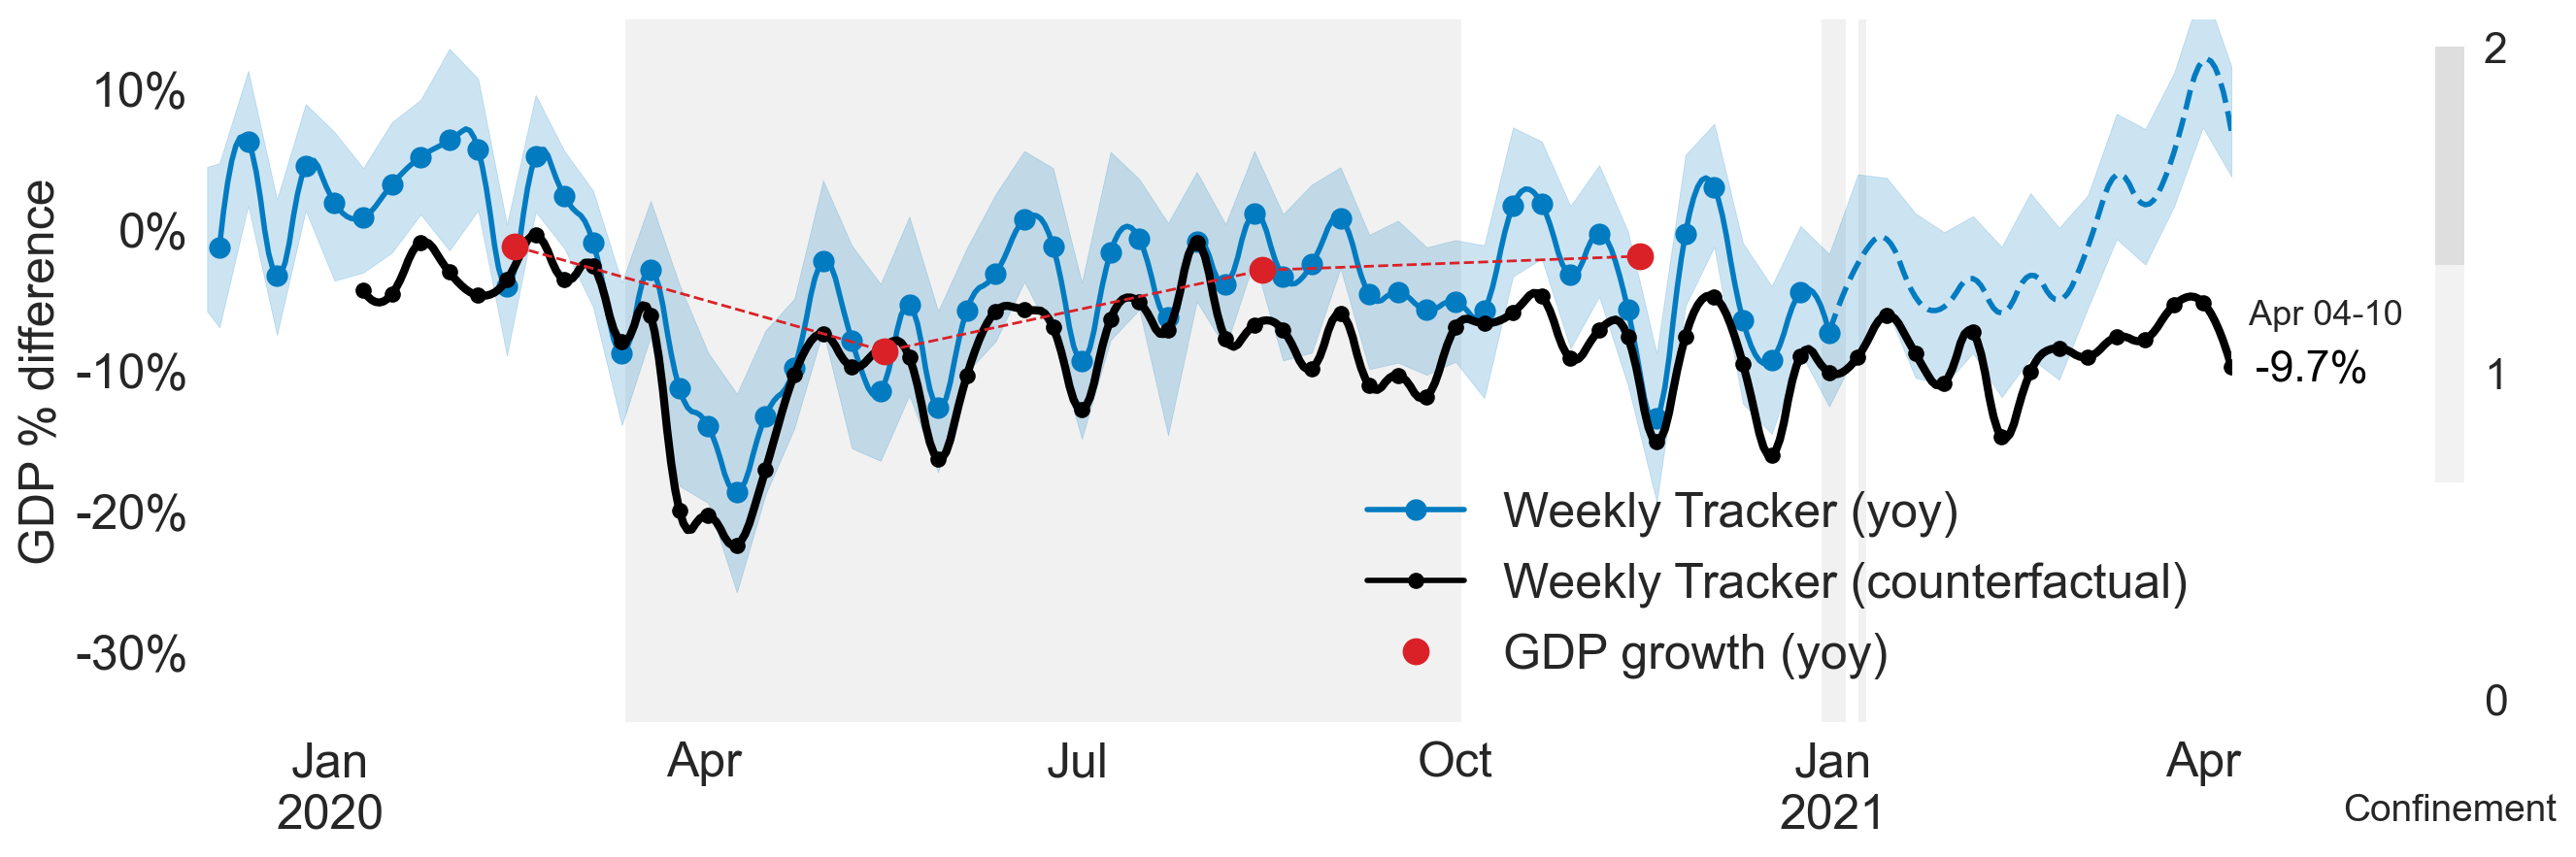 GDP % difference
10%
0%
-10%
-20%
-30%
Jan
2020
Apr
Jul
Oct
Jan
2021
Apr
Weekly Tracker (yoy)
Weekly Tracker (counterfactual)
GDP growth (yoy)
Apr 04-10
-9.7%
2
1
0
Confinement